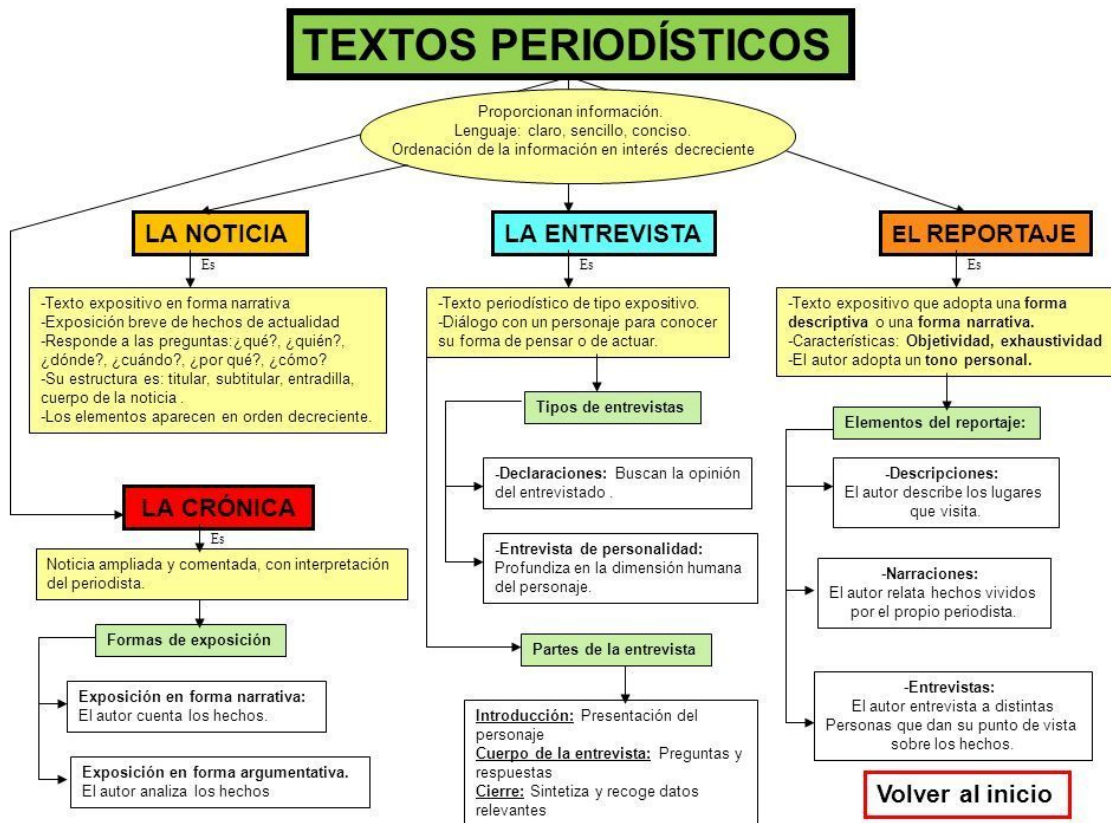 TEXTOS PERIODÍSTICOS
Proporcionan información.
Lenguaje: claro, sencillo, conciso.
Ordenación de la información en interés decreciente
LA NOTICIA
Es
-Texto expositivo en forma narrativa
-Exposición breve de hechos de actualidad
-Responde a las preguntas:¿qué?, ¿quién?,
¿dónde?, ¿cuándo?, ¿por qué?, ¿cómo?
-Su estructura es: titular, subtitular, entradilla,
cuerpo de la noticia .
-Los elementos aparecen en orden decreciente.
LA CRÓNICA
Es
Noticia ampliada y comentada, con interpretación
del periodista.
Formas de exposición
Exposición en forma narrativa:
El autor cuenta los hechos.
Exposición en forma argumentativa.
El autor analiza los hechos
LA ENTREVISTA
Es
-Texto periodístico de tipo expositivo.
-Diálogo con un personaje para conocer
su forma de pensar o de actuar.
Tipos de entrevistas
-Declaraciones: Buscan la opinión
del entrevistado .
-Entrevista de personalidad:
Profundiza en la dimensión humana
del personaje.
Partes de la entrevista
Introducción: Presentación del
personaje
Cuerpo de la entrevista: Preguntas y
respuestas
Cierre: Sintetiza y recoge datos
relevantes
EL REPORTAJE
Es
-Texto expositivo que adopta una forma
descriptiva o una forma narrativa.
-Características: Objetividad, exhaustividad
-El autor adopta un tono personal.
Elementos del reportaje:
-Descripciones:
El autor describe los lugares
que visita.
-Narraciones:
El autor relata hechos vividos
por el propio periodista.
-Entrevistas:
El autor entrevista a distintas
Personas que dan su punto de vista
sobre los hechos.
Volver al inicio